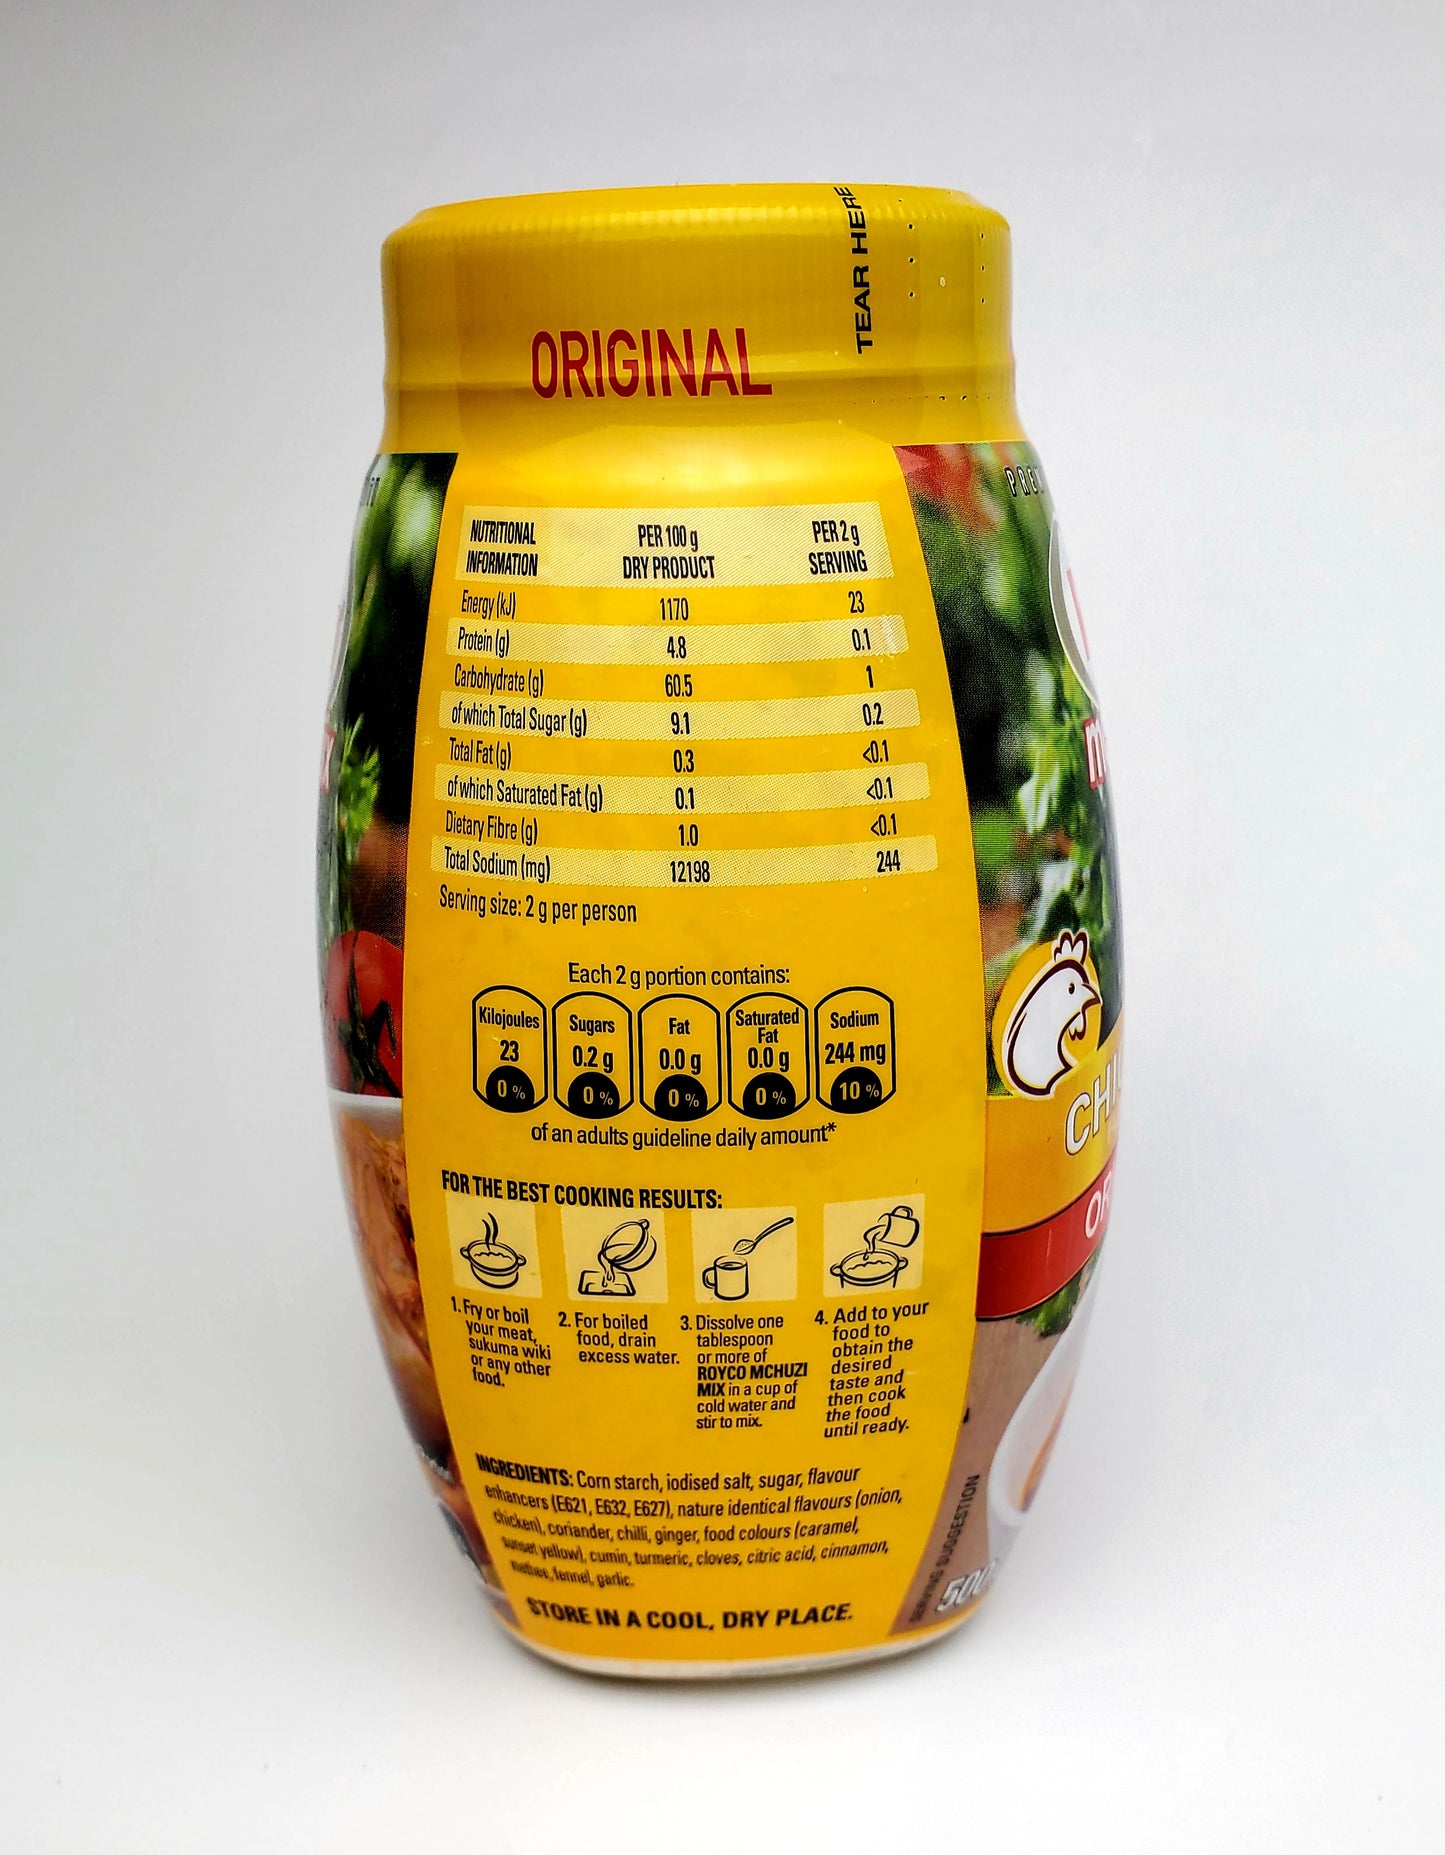 TEAR HERE
ORIGINAL
NUTRITIONAL INFORMATION PER 100 g DRY PRODUCT PER 2 g SERVING
Energy (kJ) 1170 23
Protein (g) 4.8 0.1
Carbohydrate (g) 60.5 1
of which Total Sugar (g) 9.1 0.2
Total Fat (g) 0.3 <0.1
of which Saturated Fat (g) 0.1 <0.1
Dietary Fibre (g) 1.0 <0.1
Total Sodium (mg) 12198 244
Serving size: 2 g per person
Each 2 g portion contains:
Kilojoules 23 0 %
Sugars 0.2 g 0 %
Fat 0.0 g 0 %
Saturated Fat 0.0 g 0 %
Sodium 244 mg 10 %
of an adults guideline daily amount*
FOR THE BEST COOKING RESULTS:
1. Fry or boil
your meat,
sukuma wiki
or any other
food.
2. For boiled
food, drain
excess water.
3. Dissolve one
tablespoon
or more of
ROYCO MCHUZI
MIX in a cup of
cold water and
stir to mix.
4. Add to your
food to
obtain the
desired
taste and
then cook
the food
until ready.
INGREDIENTS: Corn starch, iodised salt, sugar, flavour
enhancers (E621, E632, E627), nature identical flavours (onion,
chicken), coriander, chilli, ginger, food colours (caramel,
sunset yellow), cumin, turmeric, cloves, citric acid, cinnamon,
fennel, garlic.
STORE IN A COOL, DRY PLACE.
SERVING SUGGESTION
500